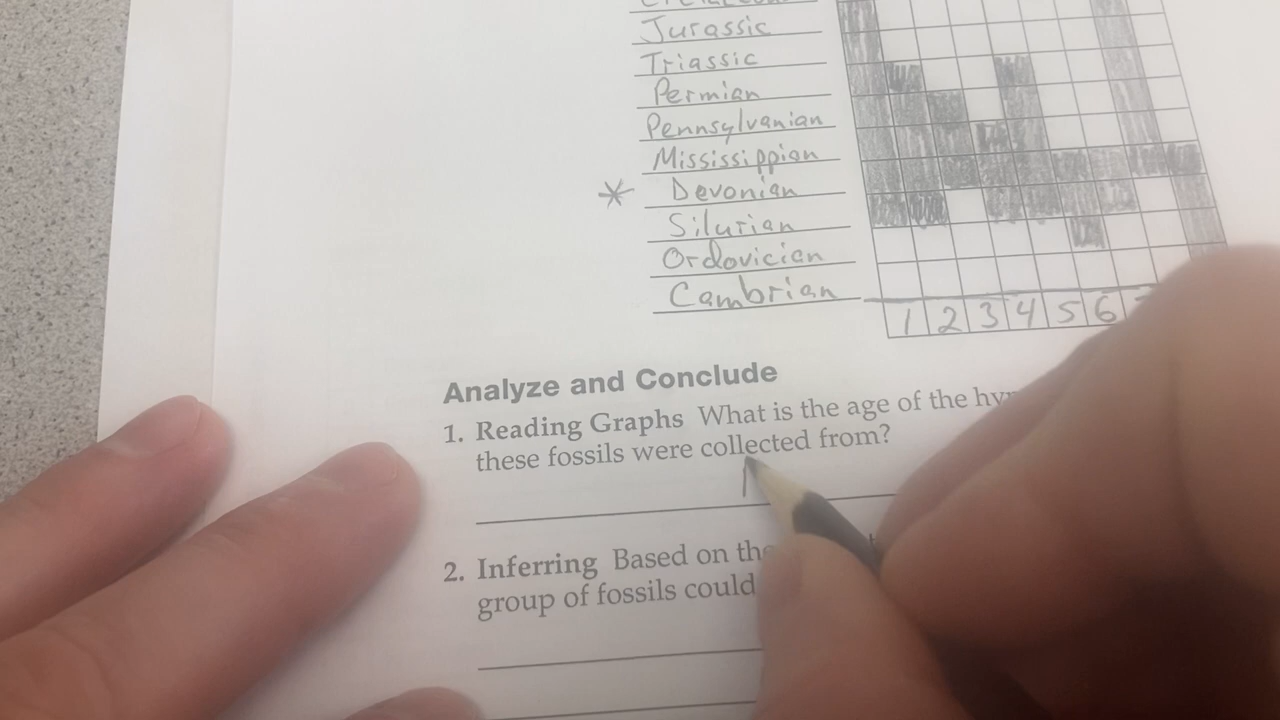 Jurassic
Triassic
Permian
Pennsylvanian
Mississippian
* Devonian
Silurian
Ordovician
Cambrian
1 2 3 4 5 6
Analyze and Conclude
1. Reading Graphs What is the age of the
these fossils were collected from?
2. Inferring Based on the
group of fossils could